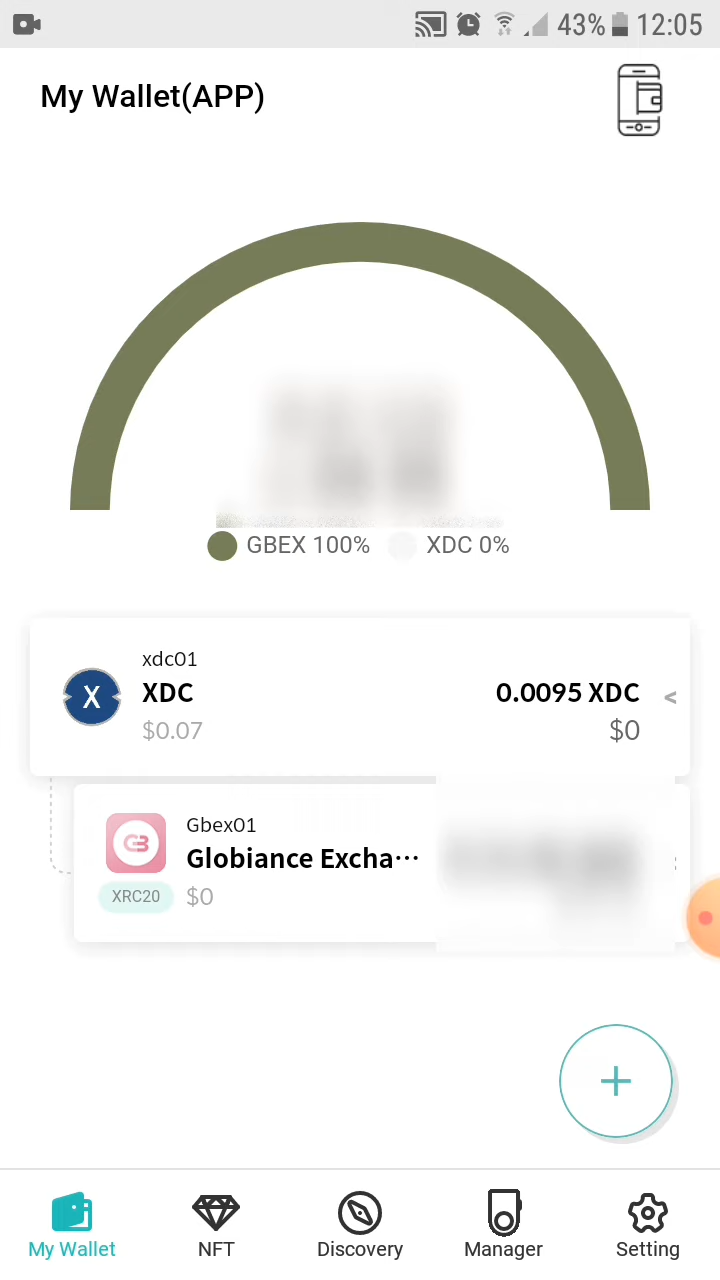 43% 12:05
My Wallet(APP)
GBEX 100% XDC 0%
xdc01
XDC 0.0095 XDC <
$0.07 $0
Gbex01
Globiance Excha···
XRC20 $0
+
My Wallet NFT Discovery Manager Setting